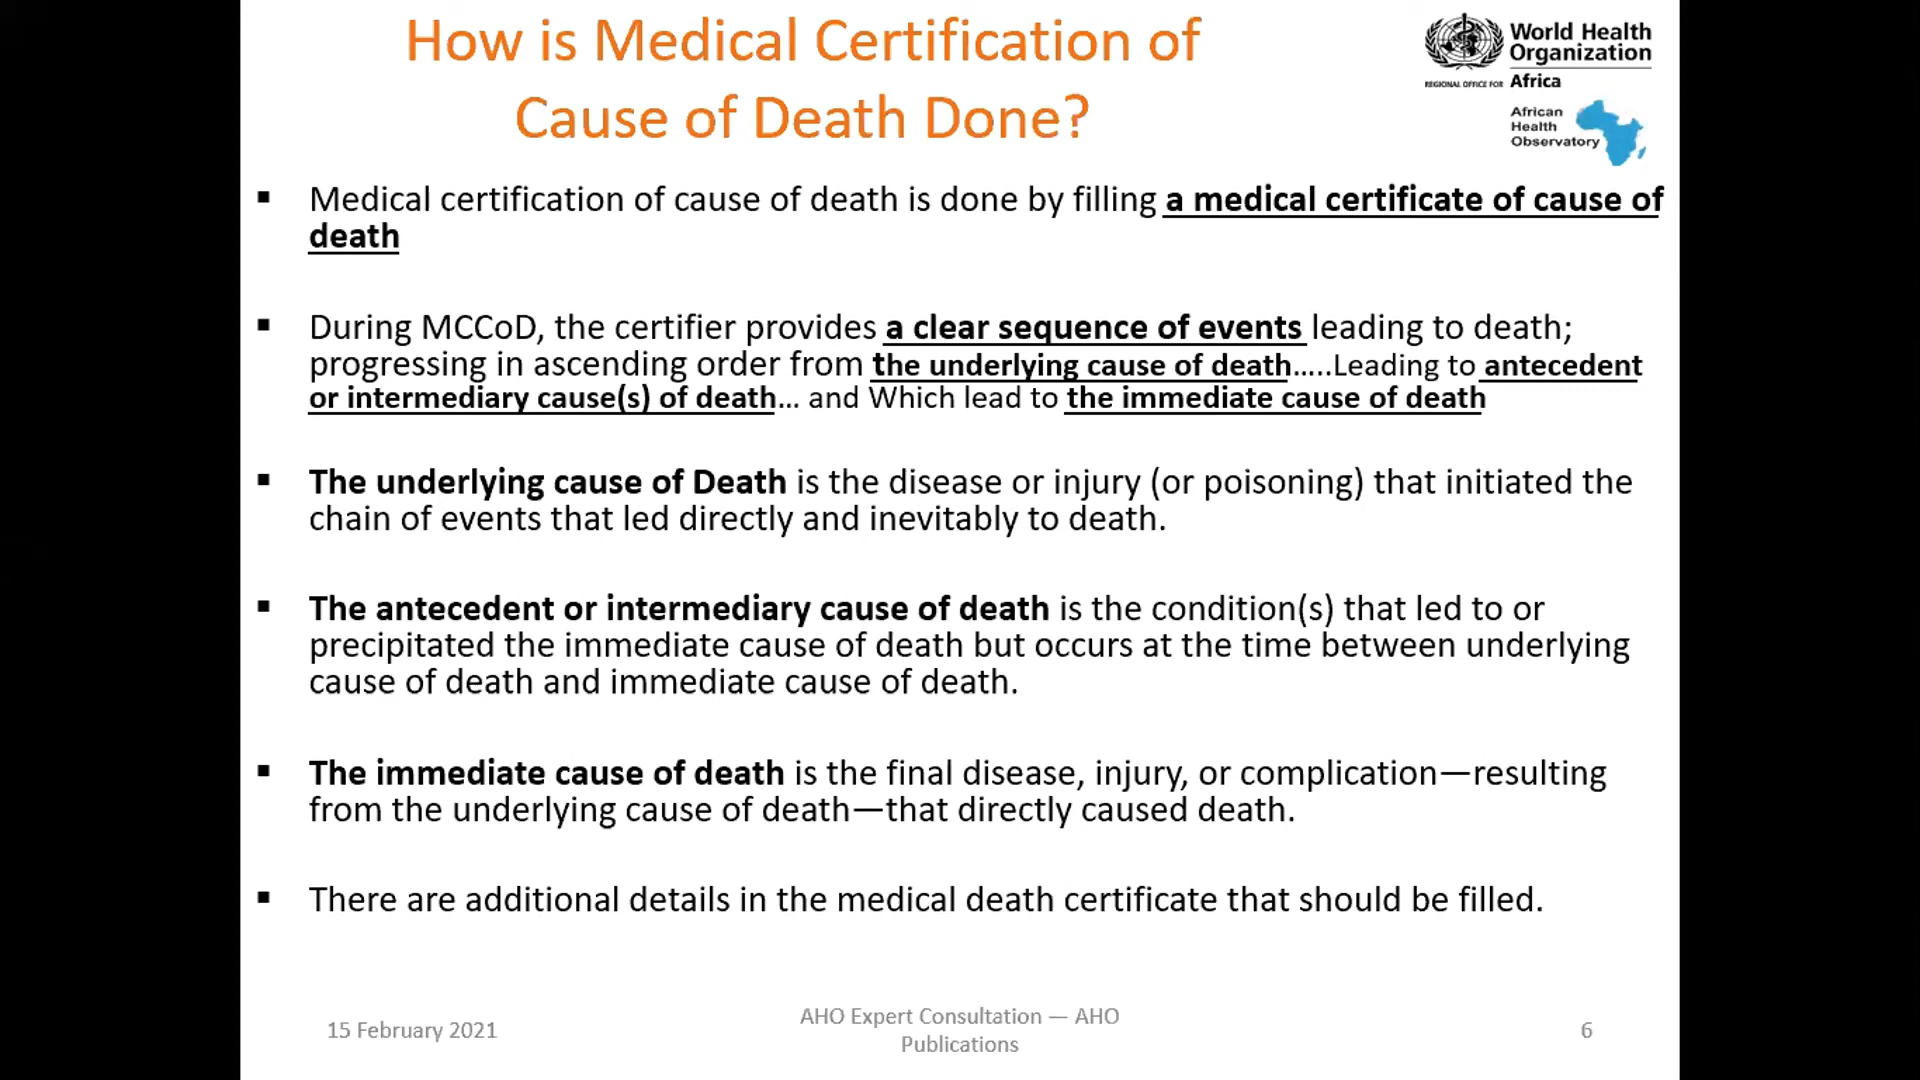 How is Medical Certification of
Cause of Death Done?
World Health
Organization
REGIONAL OFFICE FOR Africa
African
Health
Observatory
▪ Medical certification of cause of death is done by filling a medical certificate of cause of
death
▪ During MCCoD, the certifier provides a clear sequence of events leading to death;
progressing in ascending order from the underlying cause of death…..Leading to antecedent
or intermediary cause(s) of death… and Which lead to the immediate cause of death
▪ The underlying cause of Death is the disease or injury (or poisoning) that initiated the
chain of events that led directly and inevitably to death.
▪ The antecedent or intermediary cause of death is the condition(s) that led to or
precipitated the immediate cause of death but occurs at the time between underlying
cause of death and immediate cause of death.
▪ The immediate cause of death is the final disease, injury, or complication—resulting
from the underlying cause of death—that directly caused death.
▪ There are additional details in the medical death certificate that should be filled.
15 February 2021
AHO Expert Consultation — AHO
Publications
6